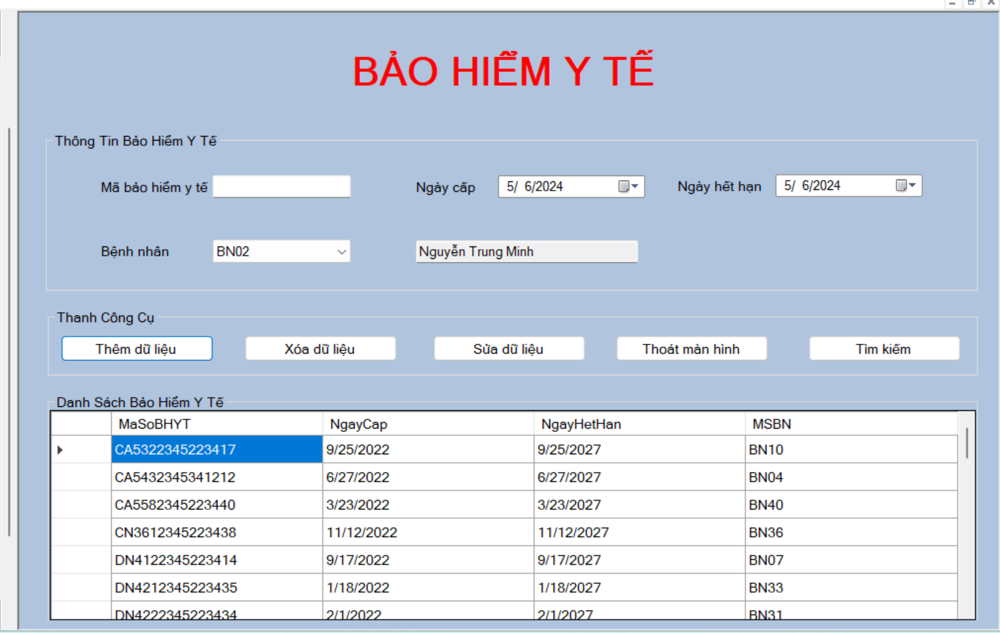 BẢO HIỂM Y TẾ
Thông Tin Bảo Hiểm Y Tế
Mã bảo hiểm y tế Ngày cấp 5/ 6/2024 Ngày hết hạn 5/ 6/2024
Bệnh nhân BN02 Nguyễn Trung Minh
Thanh Công Cụ
Thêm dữ liệu Xóa dữ liệu Sửa dữ liệu Thoát màn hình Tìm kiếm
Danh Sách Bảo Hiểm Y Tế
MaSoBHYT NgayCap NgayHetHan MSBN
CA5322345223417 9/25/2022 9/25/2027 BN10
CA5432345341212 6/27/2022 6/27/2027 BN04
CA5582345223440 3/23/2022 3/23/2027 BN40
CN3612345223438 11/12/2022 11/12/2027 BN36
DN4122345223414 9/17/2022 9/17/2027 BN07
DN4212345223435 1/18/2022 1/18/2027 BN33
DN4222345223434 2/1/2022 2/1/2027 BN31